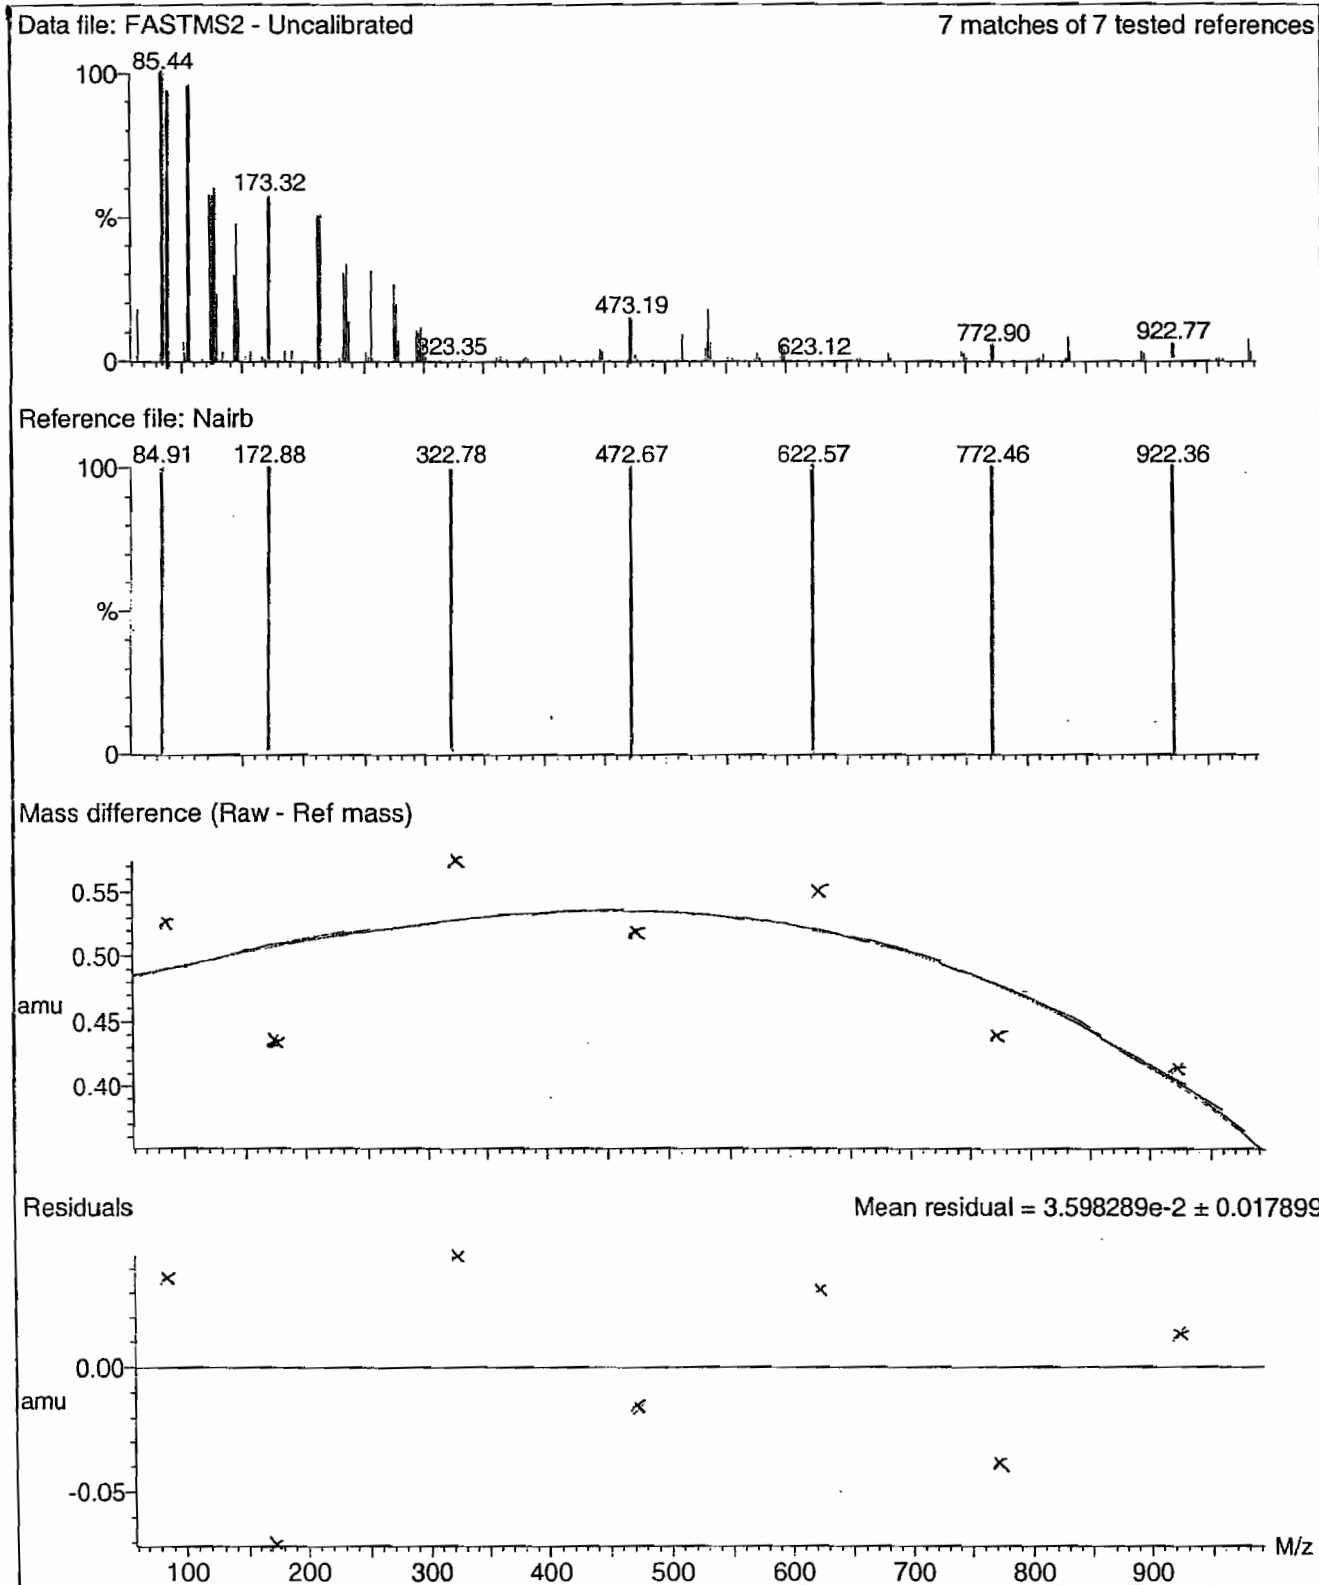 Data file: FASTMS2 - Uncalibrated 7 matches of 7 tested references
85.44
100
173.32
%
473.19
323.35 623.12 772.90 922.77
0
Reference file: Nairb
84.91 172.88 322.78 472.67 622.57 772.46 922.36
100
%
0
Mass difference (Raw - Ref mass)
0.55
0.50
amu
0.45
0.40
Residuals Mean residual = 3.598289e-2 ± 0.017899
0.00
amu
-0.05
M/z
100 200 300 400 500 600 700 800 900